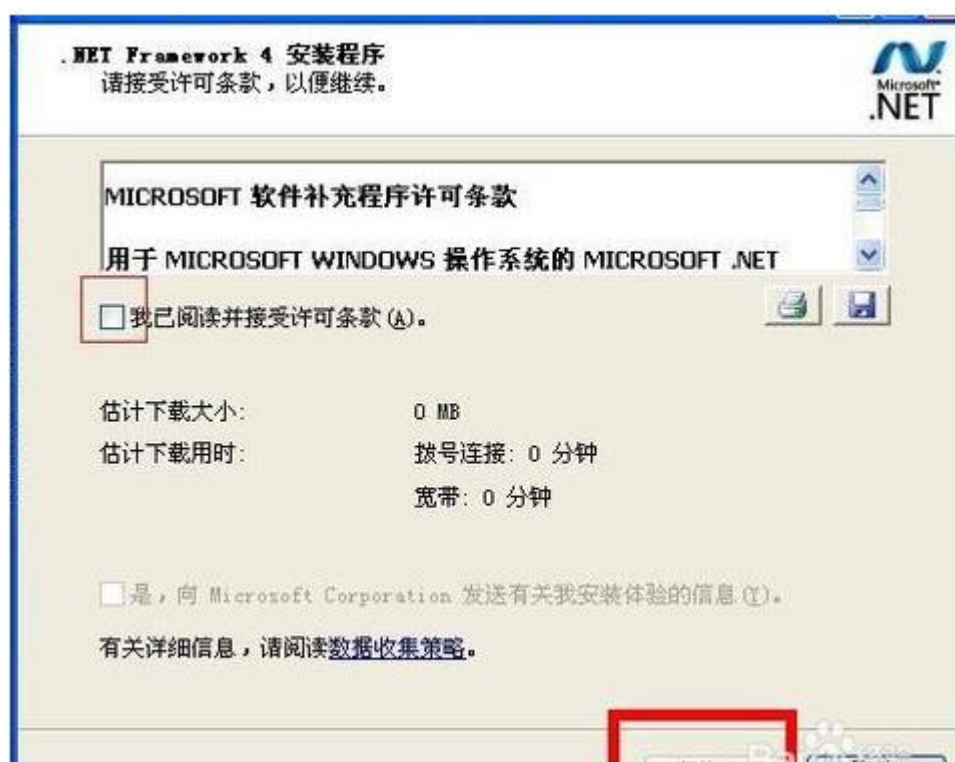 .NET Framework 4 安装程序
请接受许可条款，以便继续。
Microsoft
.NET
MICROSOFT 软件补充程序许可条款
用于 MICROSOFT WINDOWS 操作系统的 MICROSOFT .NET
我已阅读并接受许可条款(A)。
估计下载大小: 0 MB
估计下载用时: 拨号连接: 0 分钟
宽带: 0 分钟
是，向 Microsoft Corporation 发送有关我安装体验的信息(Y)。
有关详细信息，请阅读数据收集策略。